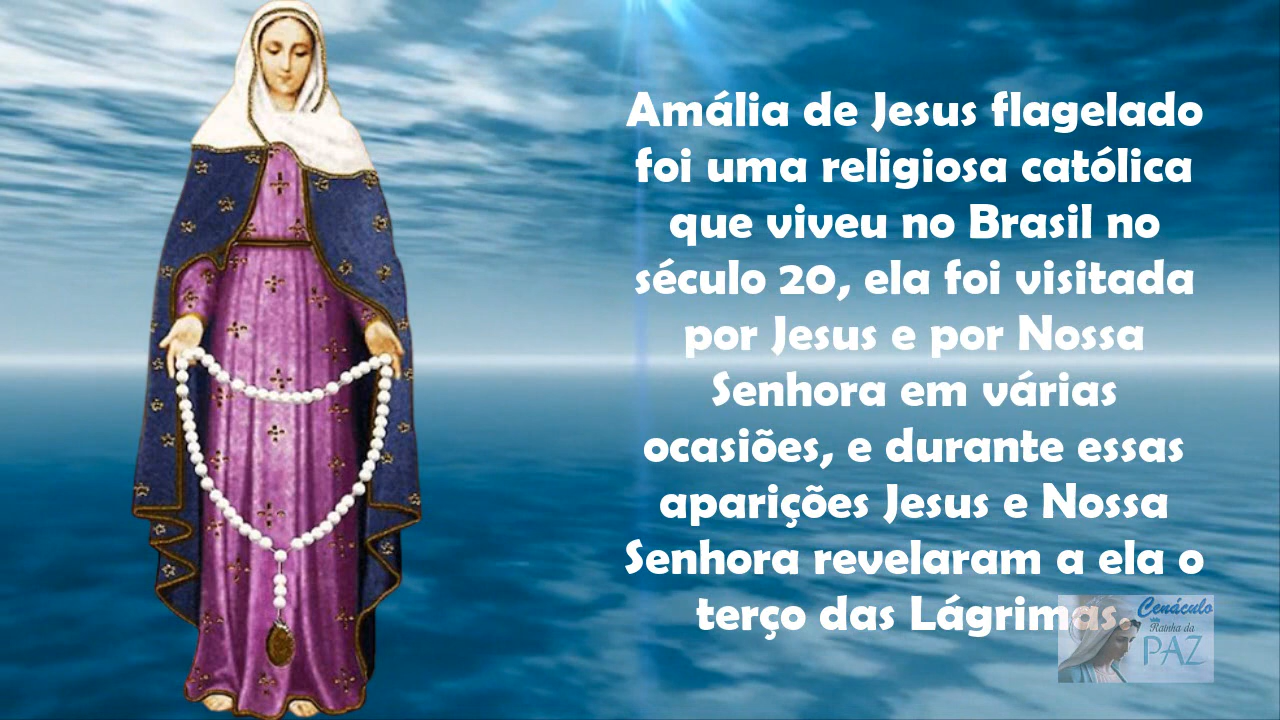 Amália de Jesus flagelado
foi uma religiosa católica
que viveu no Brasil no
século 20, ela foi visitada
por Jesus e por Nossa
Senhora em várias
ocasiões, e durante essas
aparições Jesus e Nossa
Senhora revelaram a ela o
terço das Lágrimas.
Cenáculo
Rainha da
PAZ